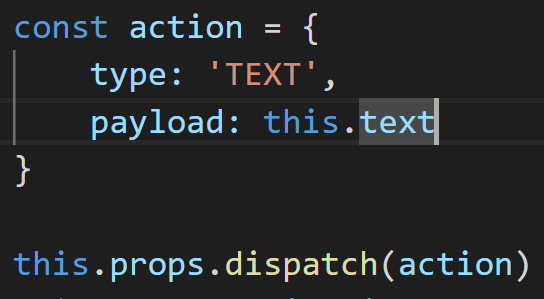 const action = {
    type: 'TEXT',
    payload: this.text
}
this.props.dispatch(action)